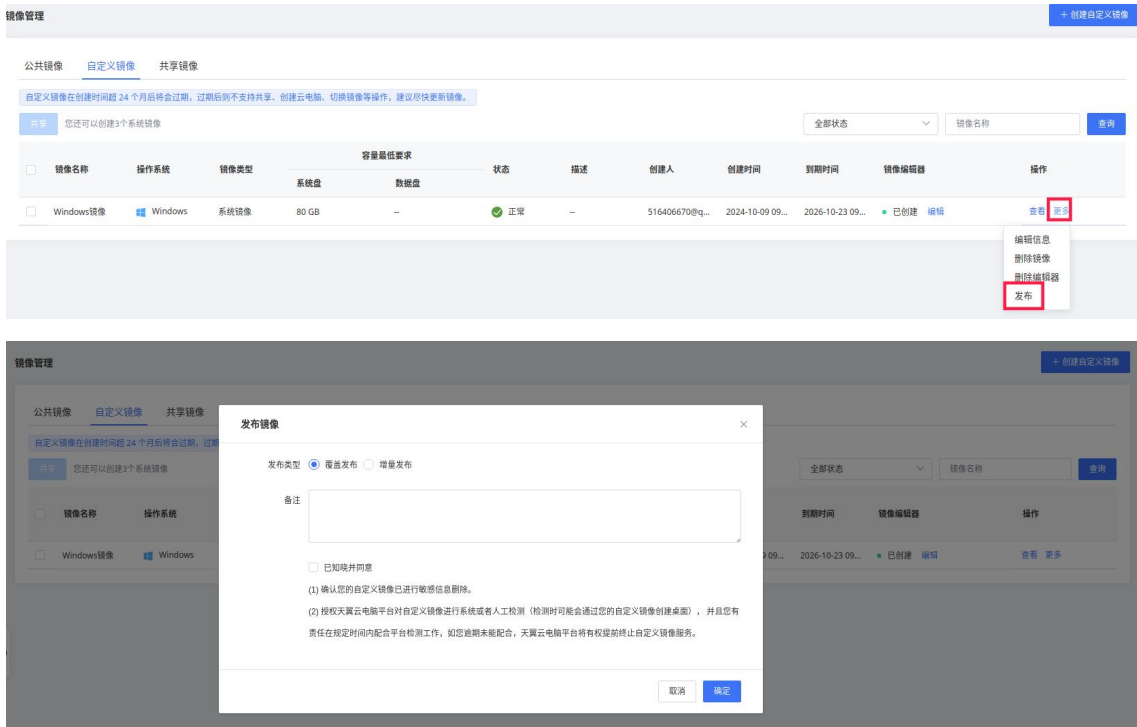 镜像管理
+ 创建自定义镜像
公共镜像 自定义镜像 共享镜像
自定义镜像在创建时间超 24 个月后将会过期，过期后则不支持共享、创建云电脑、切换镜像等操作，建议尽快更新镜像。
共享 您还可以创建3个系统镜像 全部状态 镜像名称 查询
镜像名称 操作系统 镜像类型 容量最低要求 状态 描述 创建人 创建时间 到期时间 镜像编辑器 操作
系统盘 数据盘
Windows镜像 Windows 系统镜像 80 GB -- 正常 -- 516406670@q... 2024-10-09 09... 2026-10-23 09... 已创建 编辑 查看 更多
编辑信息
删除镜像
删除编辑器
发布
镜像管理
+ 创建自定义镜像
公共镜像 自定义镜像 共享镜像
自定义镜像在创建时间超 24 个月后将会过期，过期
共享 您还可以创建3个系统镜像 全部状态 镜像名称 查询
镜像名称 操作系统 到期时间 镜像编辑器 操作
Windows镜像 Windows 09... 2026-10-23 09... 已创建 编辑 查看 更多
发布镜像
发布类型 覆盖发布 增量发布
备注
已知晓并同意
(1) 确认您的自定义镜像已进行敏感信息删除。
(2) 授权天翼云电脑平台对自定义镜像进行系统或者人工检测（检测时可能会通过您的自定义镜像创建桌面），并且您有
责任在规定时间内配合平台检测工作，如您逾期未能配合，天翼云电脑平台将有权提前终止自定义镜像服务。
取消 确定